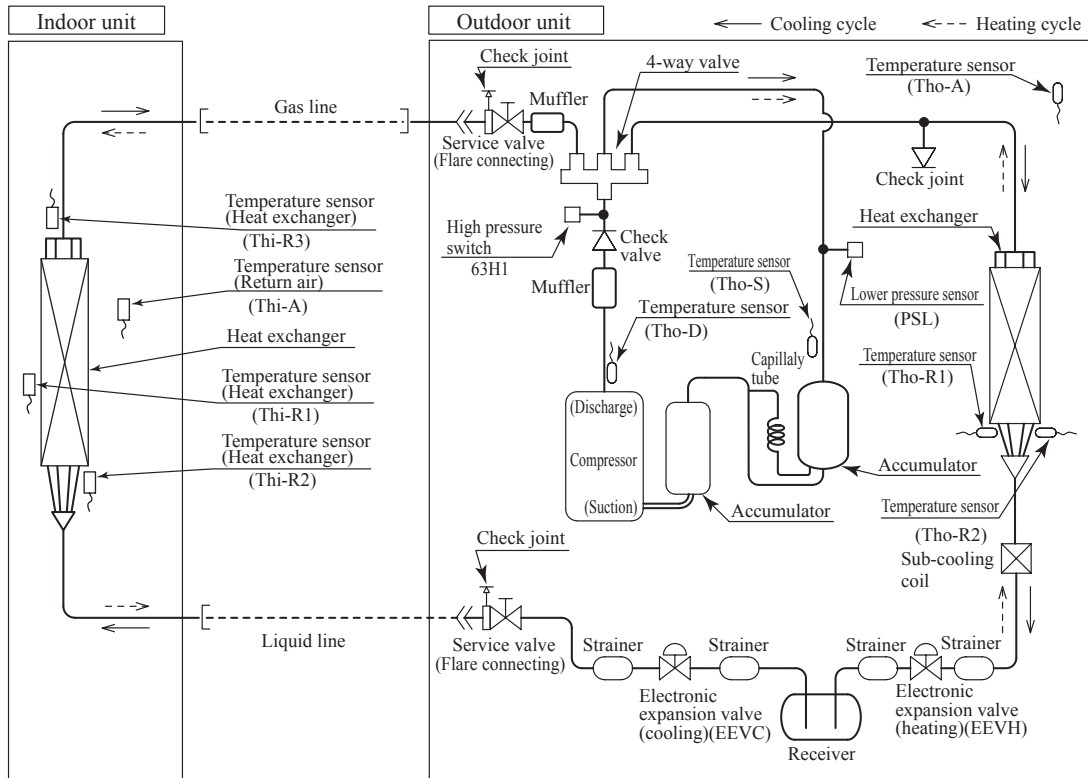 Indoor unit
Outdoor unit
Cooling cycle
Heating cycle
Check joint
4-way valve
Temperature sensor
(Tho-A)
Gas line
Muffler
Service valve
(Flare connecting)
Check joint
Temperature sensor
(Heat exchanger)
(Thi-R3)
High pressure
switch
63H1
Check
valve
Heat exchanger
Temperature sensor
(Return air)
(Thi-A)
Muffler
Temperature sensor
(Tho-S)
Lower pressure sensor
(PSL)
Temperature sensor
(Tho-D)
Heat exchanger
Capillaly
tube
Temperature sensor
(Tho-R1)
Temperature sensor
(Heat exchanger)
(Thi-R1)
(Discharge)
Compressor
(Suction)
Temperature sensor
(Heat exchanger)
(Thi-R2)
Accumulator
Accumulator
Temperature sensor
(Tho-R2)
Sub-cooling
coil
Check joint
Liquid line
Service valve
(Flare connecting)
Strainer
Strainer
Strainer
Strainer
Electronic
expansion valve
(cooling)(EEVC)
Electronic
expansion valve
(heating)(EEVH)
Receiver